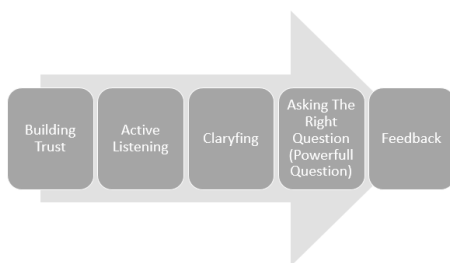 Building
Trust
Active
Listening
Claryfing
Asking The
Right
Question
(Powerfull
Question)
Feedback